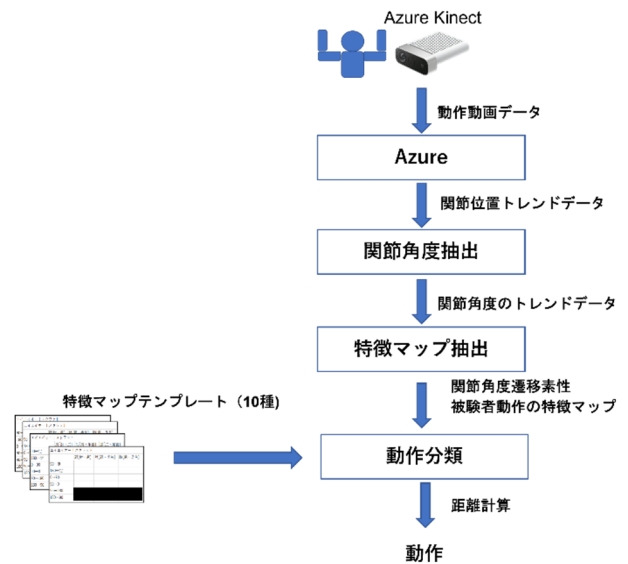 Azure Kinect
動作動画データ
Azure
関節位置トレンドデータ
関節角度抽出
関節角度のトレンドデータ
特徴マップ抽出
関節角度遷移素性
被験者動作の特徴マップ
特徴マップテンプレート（10種)
動作分類
距離計算
動作